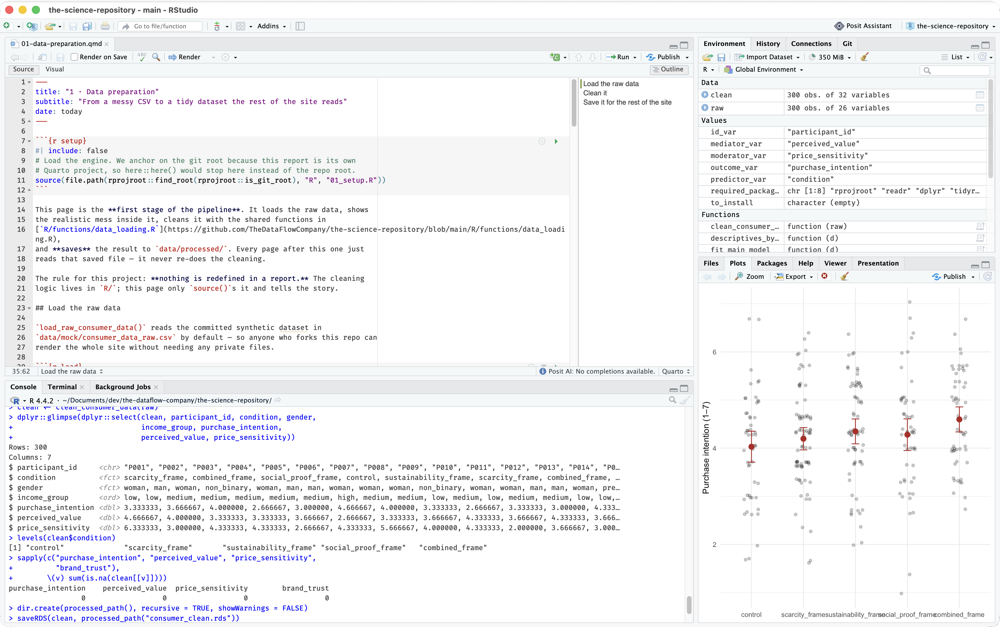 the-science-repository - main - RStudio
Go to file/function
Addins
Posit Assistant
the-science-repository
01-data-preparation.qmd
Render on Save
ABC
Render
Run
Publish
Source
Visual
Outline
1
2
3
4
5
6
7
8
9
10
11
12
13
14
15
16
17
18
19
20
21
22
23
24
25
26
27
28
29
---
title: "1 · Data preparation"
subtitle: "From a messy CSV to a tidy dataset the rest of the site reads"
date: today
---
```{r setup}
#| include: false
# Load the engine. We anchor on the git root because this report is its own
# Quarto project, so here::here() would stop here instead of the repo root.
source(file.path(rprojroot::find_root(rprojroot::is_git_root), "R", "01_setup.R"))
```
This page is the **first stage of the pipeline**. It loads the raw data, shows
the realistic mess inside it, cleans it with the shared functions in
[`R/functions/data_loading.R`](https://github.com/TheDataFlowCompany/the-science-repository/blob/main/R/functions/data_loadi
ng.R),
and **saves** the result to `data/processed/`. Every page after this one just
reads that saved file — it never re-does the cleaning.
The rule for this project: **nothing is redefined in a report.** The cleaning
logic lives in `R/`; this page only `source()`s it and tells the story.
## Load the raw data
`load_raw_consumer_data()` reads the committed synthetic dataset in
`data/mock/consumer_data_raw.csv` by default — so anyone who forks this repo can
render the whole site without needing any private files.
```{r load}
Load the raw data
Clean it
Save it for the rest of the site
35:62
Load the raw data
Posit AI: No completions available.
Quarto
Console
Terminal
Background Jobs
R 4.4.2 · ~/Documents/dev/the-dataflow-company/the-science-repository/
> clean <- clean_consumer_data(raw)
> dplyr::glimpse(dplyr::select(clean, participant_id, condition, gender,
+ income_group, purchase_intention,
+ perceived_value, price_sensitivity))
Rows: 300
Columns: 7
$ participant_id <chr> "P001", "P002", "P003", "P004", "P005", "P006", "P007", "P008", "P009", "P010", "P011", "P012", "P013", "P014", "P0…
$ condition <fct> scarcity_frame, combined_frame, social_proof_frame, control, sustainability_frame, scarcity_frame, combined_frame, …
$ gender <fct> woman, man, woman, non_binary, woman, man, man, woman, woman, woman, non_binary, woman, woman, man, man, woman, pre…
$ income_group <ord> low, low, medium, medium, medium, medium, medium, high, medium, medium, low, medium, low, medium, medium, low, low,…
$ purchase_intention <dbl> 3.333333, 3.666667, 4.000000, 2.666667, 3.000000, 4.666667, 4.000000, 3.333333, 2.666667, 3.333333, 3.000000, 4.333…
$ perceived_value <dbl> 4.666667, 4.000000, 3.333333, 3.333333, 3.666667, 2.666667, 3.333333, 3.666667, 4.333333, 3.666667, 4.333333, 3.666…
$ price_sensitivity <dbl> 6.333333, 3.000000, 4.333333, 4.333333, 2.666667, 4.333333, 5.666667, 4.000000, 4.333333, 2.000000, 3.666667, 3.000…
> levels(clean$condition)
[1] "control" "scarcity_frame" "sustainability_frame" "social_proof_frame" "combined_frame"
> sapply(c("purchase_intention", "perceived_value", "price_sensitivity",
+ "brand_trust"),
+ \(v) sum(is.na(clean[[v]])))
purchase_intention perceived_value price_sensitivity brand_trust
0 0 0 0
> dir.create(processed_path(), recursive = TRUE, showWarnings = FALSE)
> saveRDS(clean, processed_path("consumer_clean.rds"))
Environment
History
Connections
Git
Import Dataset
350 MiB
List
R
Global Environment
Data
clean 300 obs. of 32 variables
raw 300 obs. of 26 variables
Values
id_var "participant_id"
mediator_var "perceived_value"
moderator_var "price_sensitivity"
outcome_var "purchase_intention"
predictor_var "condition"
required_packag… chr [1:8] "rprojroot" "readr" "dplyr" "tidyr…
to_install character (empty)
Functions
clean_consumer_… function (raw)
descriptives_by… function (d)
fit_main_model function (d)
Files
Plots
Packages
Help
Viewer
Presentation
Zoom
Export
Publish
Purchase intention (1–7)
6
4
2
control
scarcity_frame
sustainability_frame
social_proof_frame
combined_frame